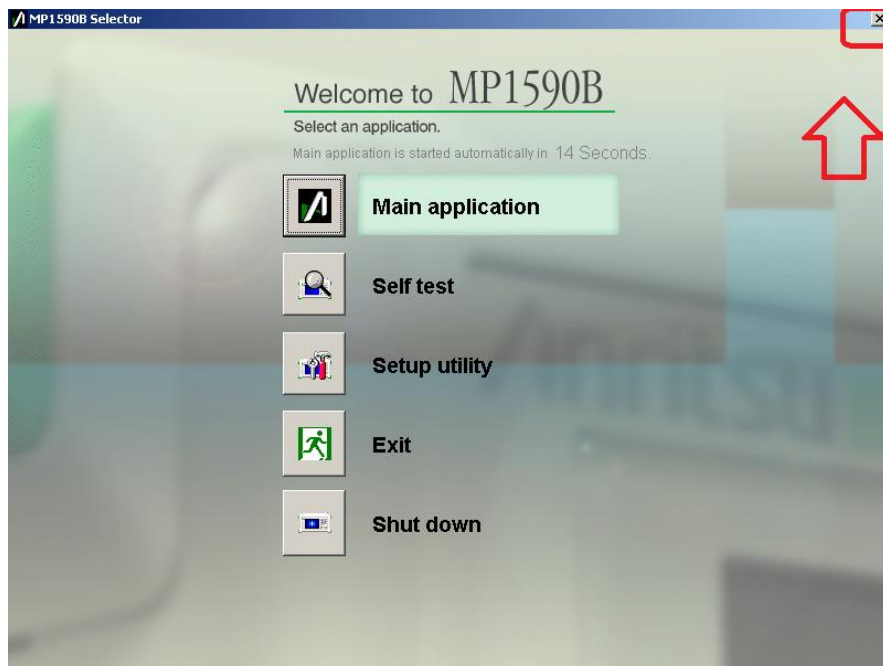 MP1590B Selector
Welcome to MP1590B
Select an application.
Main application is started automatically in 14 Seconds.
Main application
Self test
Setup utility
Exit
Shut down
Anritsu